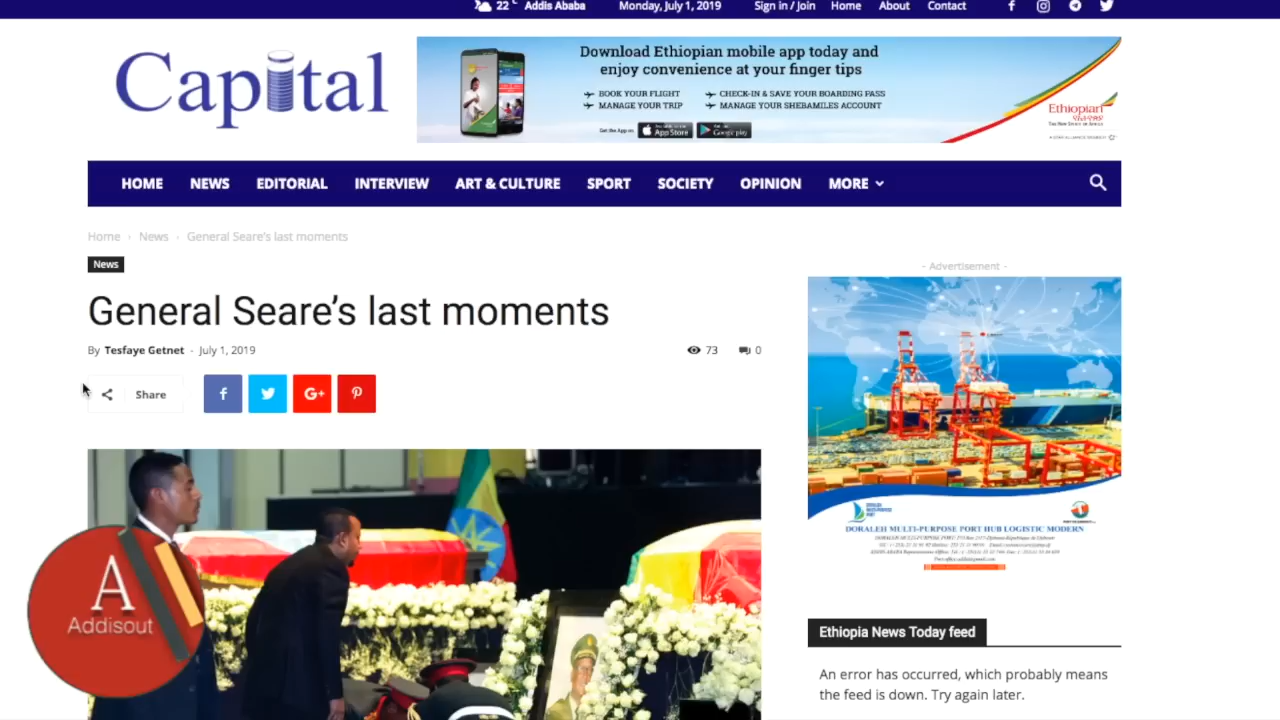 22 c Addis Ababa Monday, July 1, 2019 Sign in / Join Home About Contact
Capital
Download Ethiopian mobile app today and
enjoy convenience at your finger tips
BOOK YOUR FLIGHT CHECK-IN & SAVE YOUR BOARDING PASS
MANAGE YOUR TRIP MANAGE YOUR SHEBAMILES ACCOUNT
Get the App on App Store Google play
Ethiopian
HOME NEWS EDITORIAL INTERVIEW ART & CULTURE SPORT SOCIETY OPINION MORE
Home › News › General Seare's last moments
News
- Advertisement -
General Seare’s last moments
By Tesfaye Getnet - July 1, 2019 73 0
Share
G+
DORALEH MULTI-PURPOSE PORT HUB LOGISTIC MODERN
A
Addisout
Ethiopia News Today feed
An error has occurred, which probably means
the feed is down. Try again later.